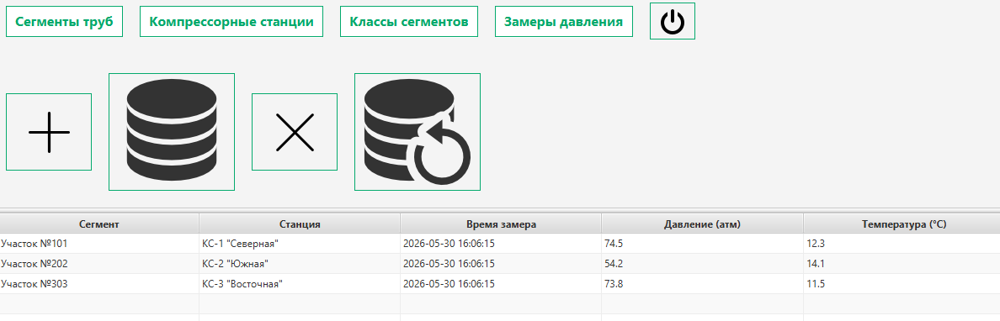 Сегменты труб Компрессорные станции Классы сегментов Замеры давления
Сегмент Станция Время замера Давление (атм) Температура (°C)
Участок №101 КС-1 "Северная" 2026-05-30 16:06:15 74.5 12.3
Участок №202 КС-2 "Южная" 2026-05-30 16:06:15 54.2 14.1
Участок №303 КС-3 "Восточная" 2026-05-30 16:06:15 73.8 11.5